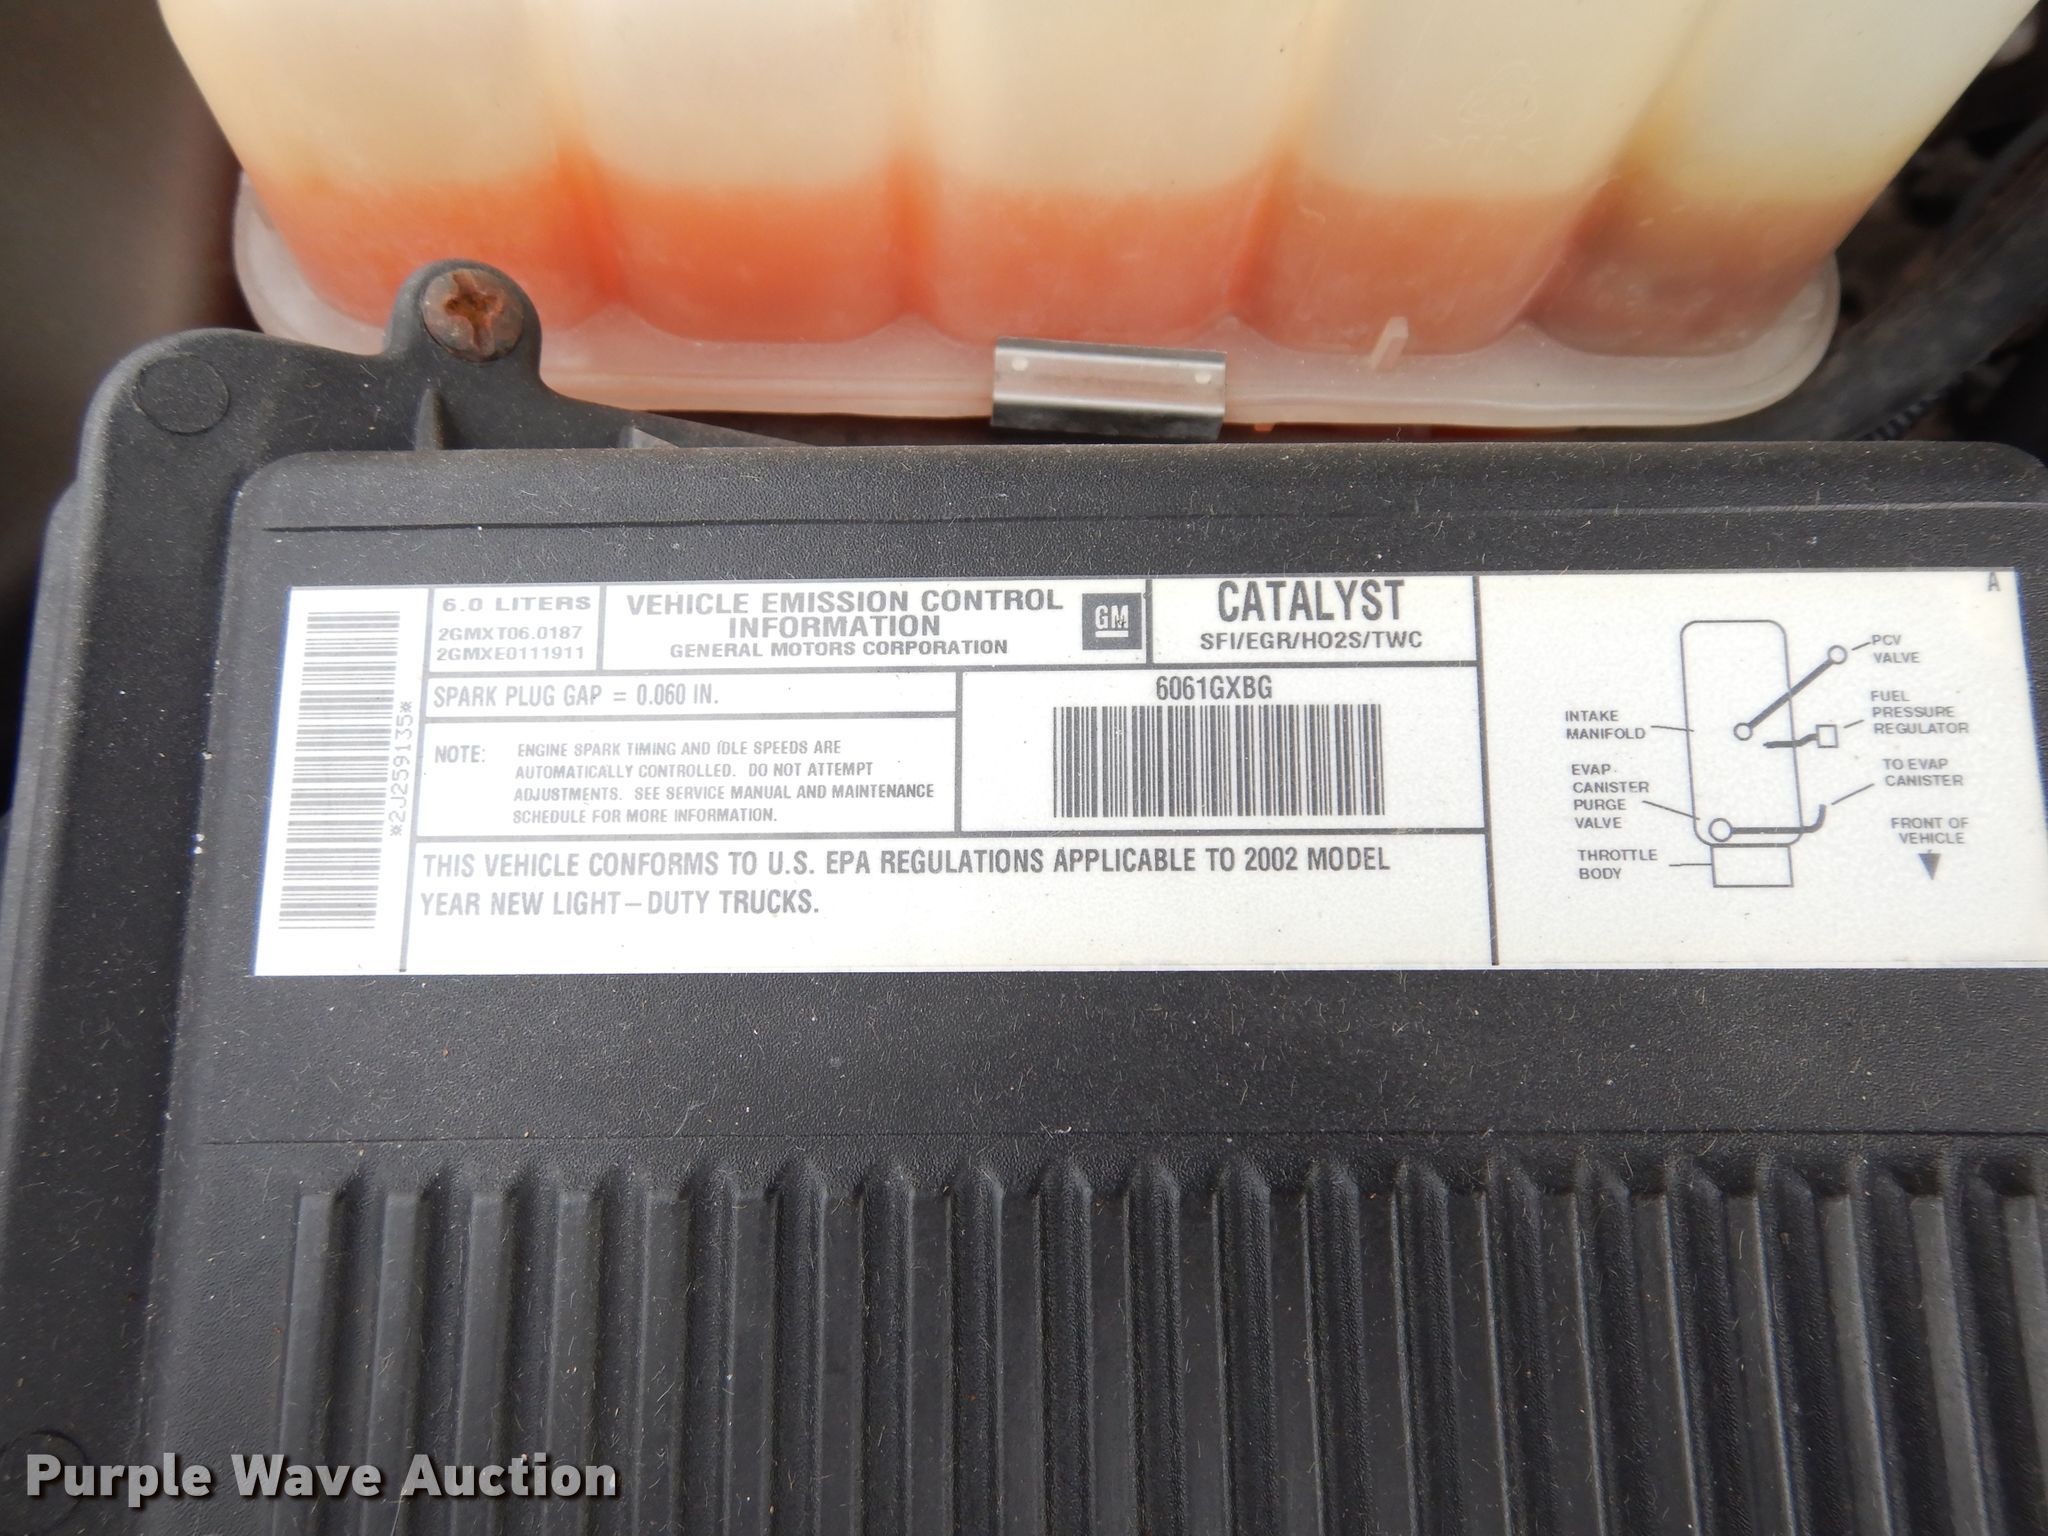 *2J259135*
6.0 LITERS
2GMXT06.0187
2GMXE0111911
VEHICLE EMISSION CONTROL
INFORMATION
GENERAL MOTORS CORPORATION
GM
CATALYST
SFI/EGR/HO2S/TWC
SPARK PLUG GAP = 0.060 IN.
6061GXBG
NOTE: ENGINE SPARK TIMING AND IDLE SPEEDS ARE
AUTOMATICALLY CONTROLLED. DO NOT ATTEMPT
ADJUSTMENTS. SEE SERVICE MANUAL AND MAINTENANCE
SCHEDULE FOR MORE INFORMATION.
THIS VEHICLE CONFORMS TO U.S. EPA REGULATIONS APPLICABLE TO 2002 MODEL
YEAR NEW LIGHT-DUTY TRUCKS.
A
PCV
VALVE
FUEL
PRESSURE
REGULATOR
INTAKE
MANIFOLD
TO EVAP
CANISTER
EVAP
CANISTER
PURGE
VALVE
FRONT OF
VEHICLE
THROTTLE
BODY
Purple Wave Auction